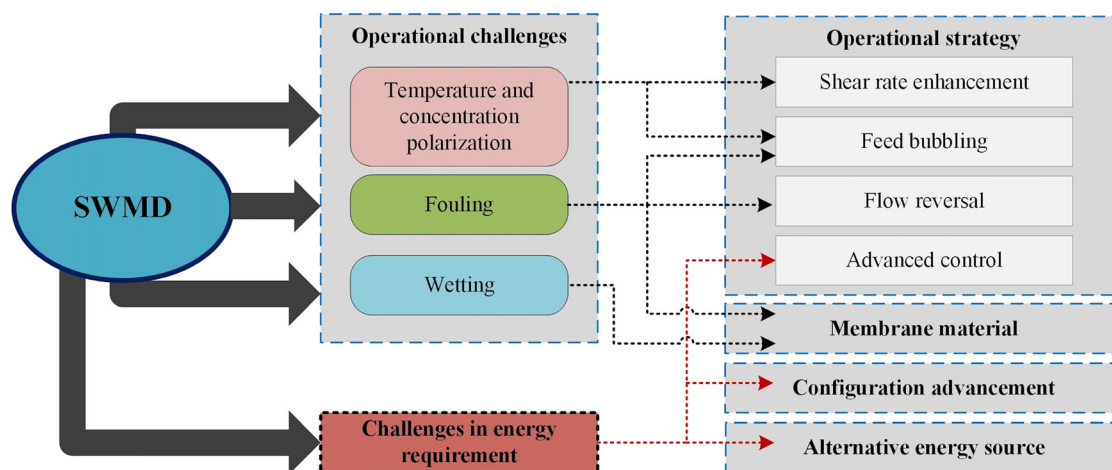 SWMD
Operational challenges
Temperature and
concentration
polarization
Fouling
Wetting
Challenges in energy
requirement
Operational strategy
Shear rate enhancement
Feed bubbling
Flow reversal
Advanced control
Membrane material
Configuration advancement
Alternative energy source